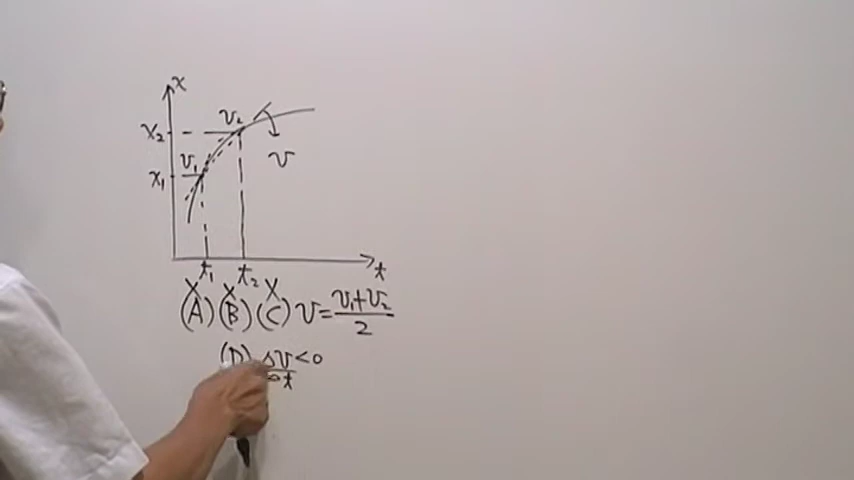 x
v₂
x₂
v₁
v
x₁
t₁ t₂ t
X X X
(A)(B)(C) v = (v₁+v₂)/2
(D) Δv/Δt <0